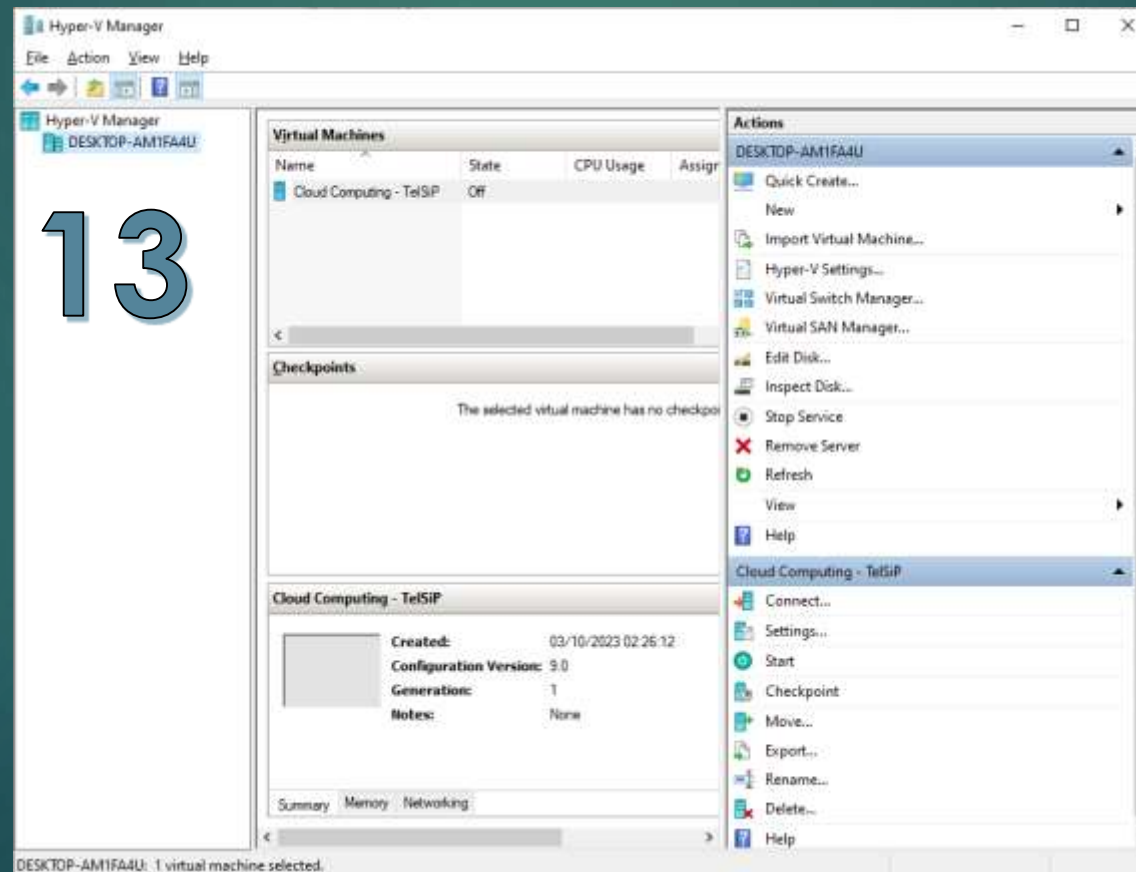 Hyper-V Manager
File Action View Help
Hyper-V Manager
DESKTOP-AM1FA4U
13
Virtual Machines
Name State CPU Usage Assigr
Cloud Computing - TelSiP Off
Checkpoints
The selected virtual machine has no checkpoi
Cloud Computing - TelSiP
Created: 03/10/2023 02:26:12
Configuration Version: 9.0
Generation: 1
Notes: None
Summary Memory Networking
Actions
DESKTOP-AM1FA4U
Quick Create...
New
Import Virtual Machine...
Hyper-V Settings...
Virtual Switch Manager...
Virtual SAN Manager...
Edit Disk...
Inspect Disk...
Stop Service
Remove Server
Refresh
View
Help
Cloud Computing - TelSiP
Connect...
Settings...
Start
Checkpoint
Move...
Export...
Rename...
Delete...
Help
DESKTOP-AM1FA4U: 1 virtual machine selected.